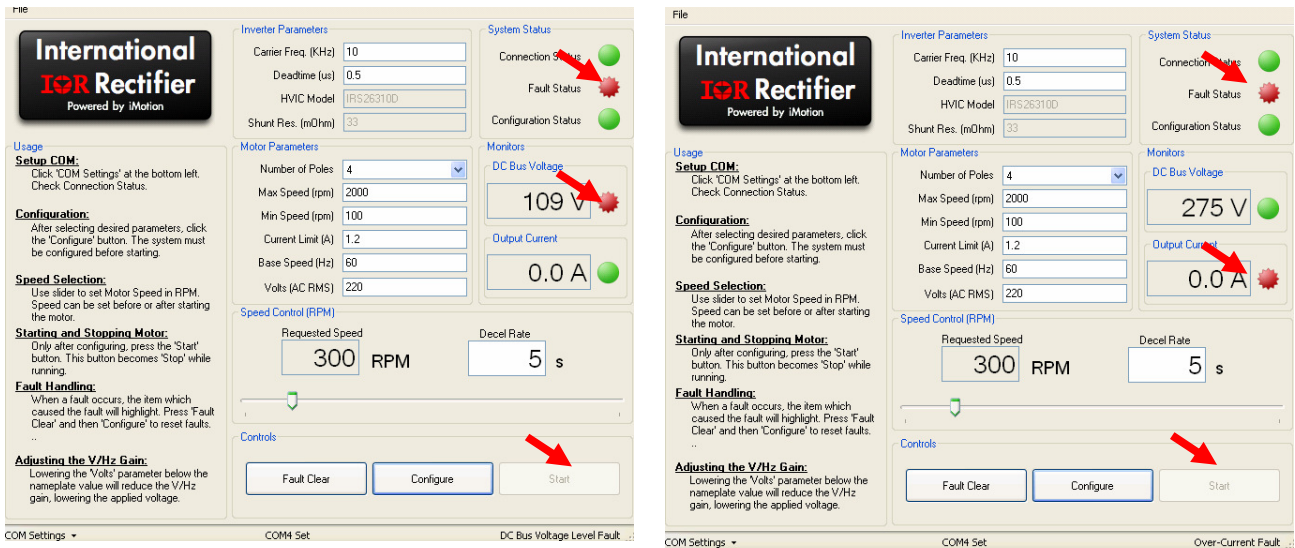 File
International
IOR Rectifier
Powered by iMotion
Usage
Setup COM:
Click 'COM Settings' at the bottom left.
Check Connection Status.
Configuration:
After selecting desired parameters, click
the 'Configure' button. The system must
be configured before starting.
Speed Selection:
Use slider to set Motor Speed in RPM.
Speed can be set before or after starting
the motor.
Starting and Stopping Motor:
Only after configuring, press the 'Start'
button. This button becomes 'Stop' while
running.
Fault Handling:
When a fault occurs, the item which
caused the fault will highlight. Press 'Fault
Clear' and then 'Configure' to reset faults.
..
Adjusting the V/Hz Gain:
Lowering the 'Volts' parameter below the
nameplate value will reduce the V/Hz
gain, lowering the applied voltage.
Inverter Parameters
Carrier Freq. (KHz) 10
Deadtime (us) 0.5
HVIC Model IRS26310D
Shunt Res. (mOhm) 33
Motor Parameters
Number of Poles 4
Max Speed (rpm) 2000
Min Speed (rpm) 100
Current Limit (A) 1.2
Base Speed (Hz) 60
Volts (AC RMS) 220
System Status
Connection Status
Fault Status
Configuration Status
Monitors
DC Bus Voltage
109 V
Output Current
0.0 A
Speed Control (RPM)
Requested Speed Decel Rate
300 RPM 5 s
Controls
Fault Clear Configure Start
COM Settings COM4 Set DC Bus Voltage Level Fault
File
International
IOR Rectifier
Powered by iMotion
Usage
Setup COM:
Click 'COM Settings' at the bottom left.
Check Connection Status.
Configuration:
After selecting desired parameters, click
the 'Configure' button. The system must
be configured before starting.
Speed Selection:
Use slider to set Motor Speed in RPM.
Speed can be set before or after starting
the motor.
Starting and Stopping Motor:
Only after configuring, press the 'Start'
button. This button becomes 'Stop' while
running.
Fault Handling:
When a fault occurs, the item which
caused the fault will highlight. Press 'Fault
Clear' and then 'Configure' to reset faults.
..
Adjusting the V/Hz Gain:
Lowering the 'Volts' parameter below the
nameplate value will reduce the V/Hz
gain, lowering the applied voltage.
Inverter Parameters
Carrier Freq. (KHz) 10
Deadtime (us) 0.5
HVIC Model IRS26310D
Shunt Res. (mOhm) 33
Motor Parameters
Number of Poles 4
Max Speed (rpm) 2000
Min Speed (rpm) 100
Current Limit (A) 1.2
Base Speed (Hz) 60
Volts (AC RMS) 220
System Status
Connection Status
Fault Status
Configuration Status
Monitors
DC Bus Voltage
275 V
Output Current
0.0 A
Speed Control (RPM)
Requested Speed Decel Rate
300 RPM 5 s
Controls
Fault Clear Configure Start
COM Settings COM4 Set Over-Current Fault